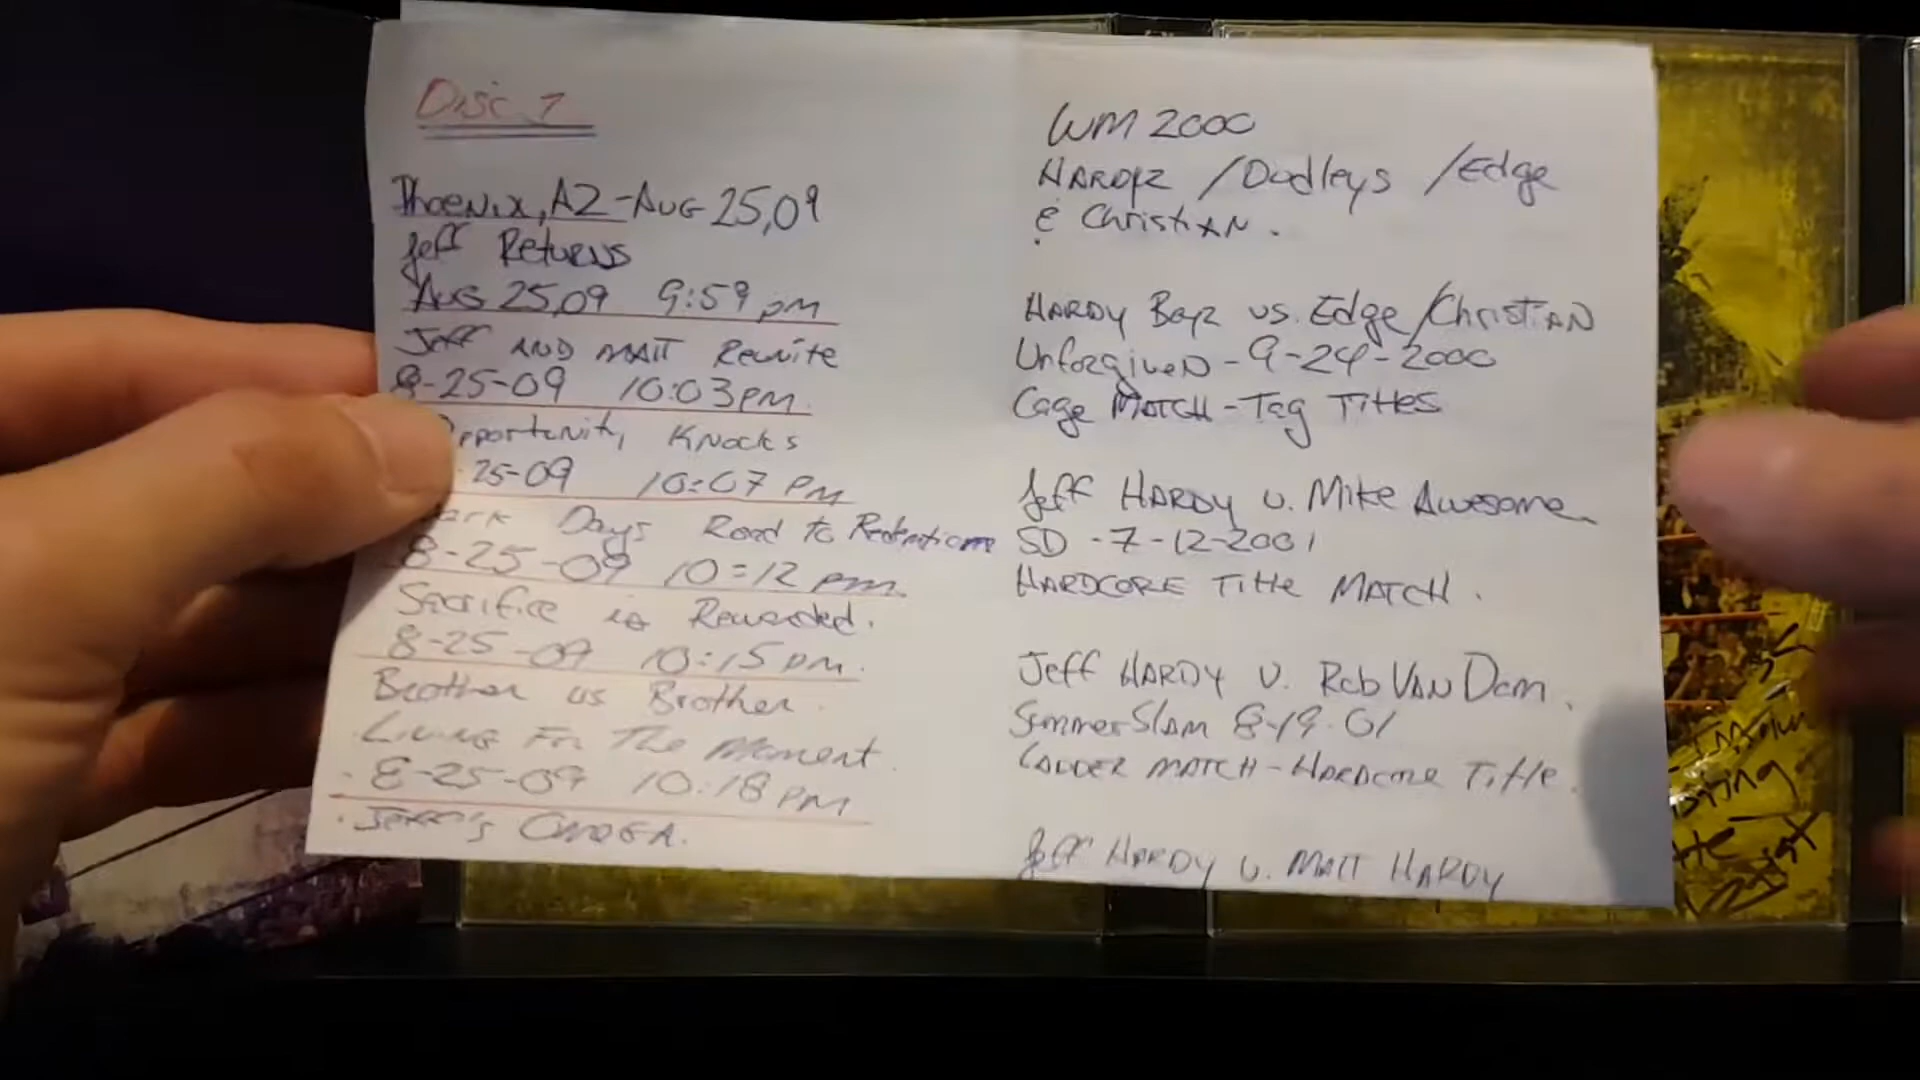 Disc 1
Phoenix, AZ - Aug 25, 09
Jeff Returns
Aug 25, 09 9:59 pm
Jeff AND MATT Reunite
8-25-09 10:03 PM
Opportunity Knocks
25-09 10:07 PM
Dark Days Road to
8-25-09 10:12 pm.
Sacrifice is Rewarded.
8-25-09 10:15 pm.
Brother vs Brother.
Living For The Moment.
8-25-09 10:18 PM
OMEGA.
WM 2000
HARDYZ / Dudleys / Edge
& ChristiAN.
HARDY Boyz vs. Edge/ChristiAN
UnforgiveN - 9-24-2000
Cage MATCH - Tag Titles
Jeff HARDY v. Mike Awesome
SD - 7-12-2001
HARDCORE Title MATCH.
Jeff HARDY v. Rob VAN Dam.
SummerSlam 8-19-01
LADDER MATCH - Hardcore Title.
Jeff HARDY v. MATT HARDY